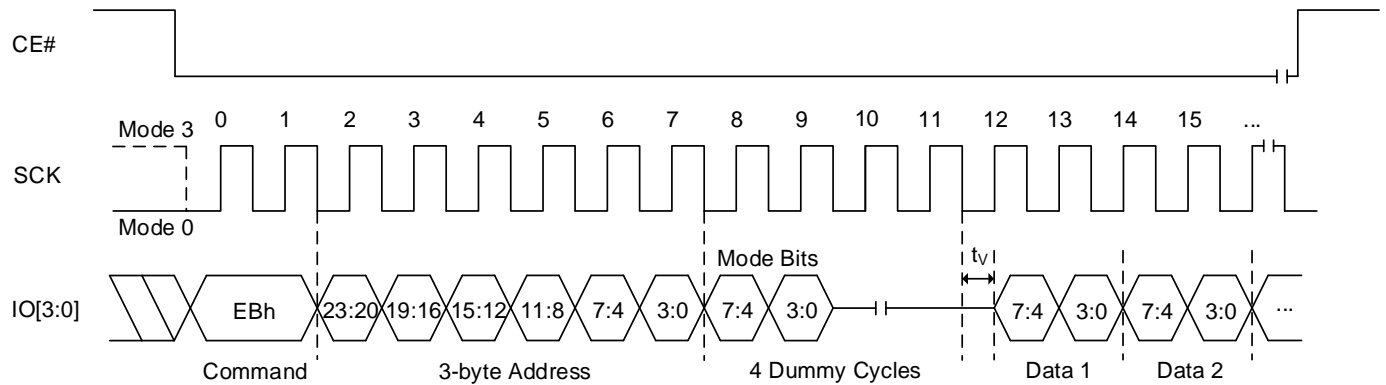 CE#
Mode 3 0 1 2 3 4 5 6 7 8 9 10 11 12 13 14 15 ...
SCK
Mode 0
Mode Bits tV
IO[3:0] EBh 23:20 19:16 15:12 11:8 7:4 3:0 7:4 3:0 7:4 3:0 7:4 3:0 ...
Command 3-byte Address 4 Dummy Cycles Data 1 Data 2